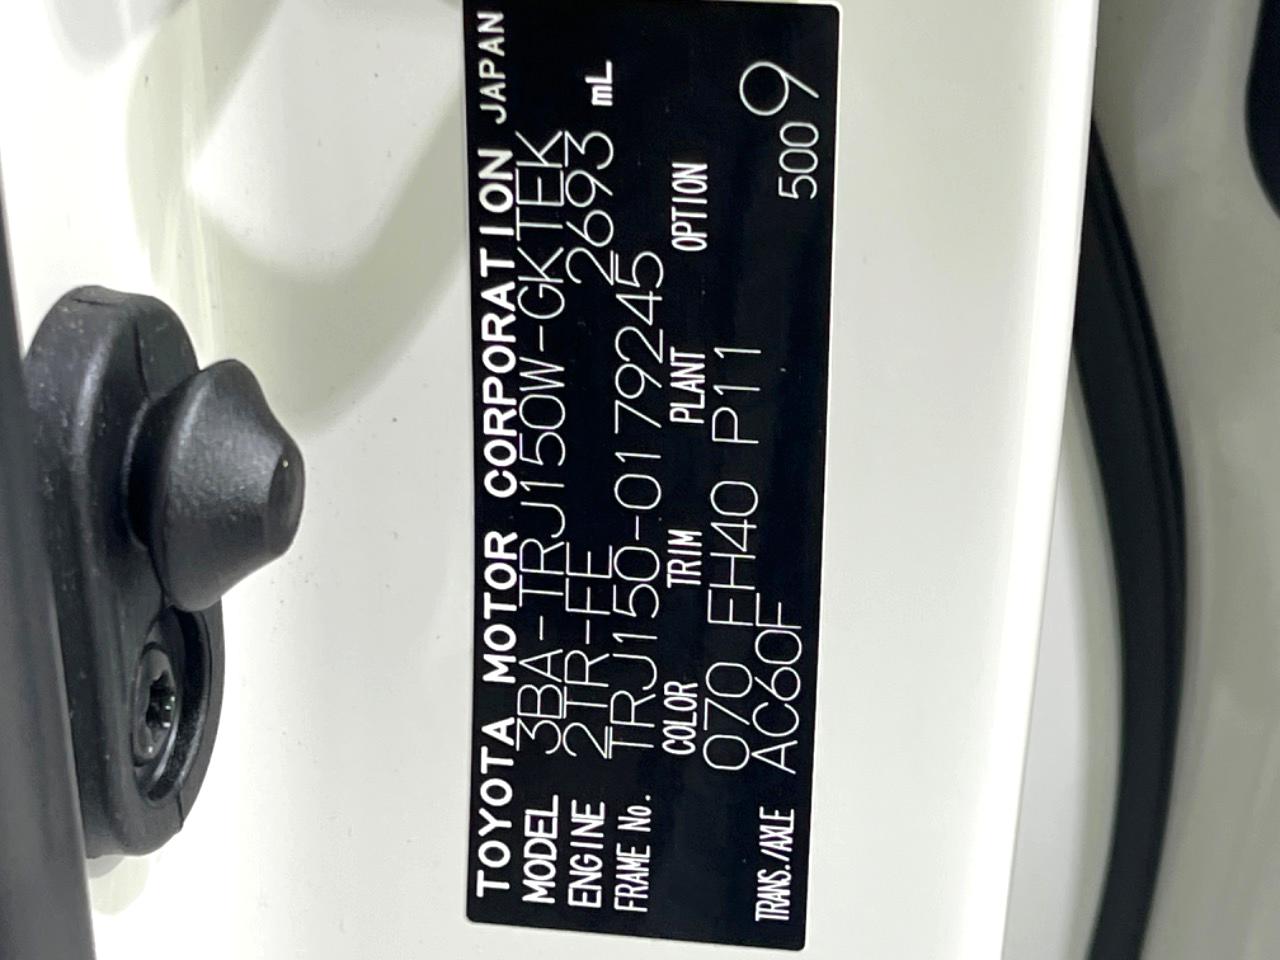 TOYOTA MOTOR CORPORATION JAPAN
MODEL 3BA-TRJ150W-GKTEK
ENGINE 2TR-FE 2693 mL
FRAME No. TRJ150-0179245
COLOR TRIM PLANT OPTION
070 FH40 P11
TRANS./AXLE AC60F 5009